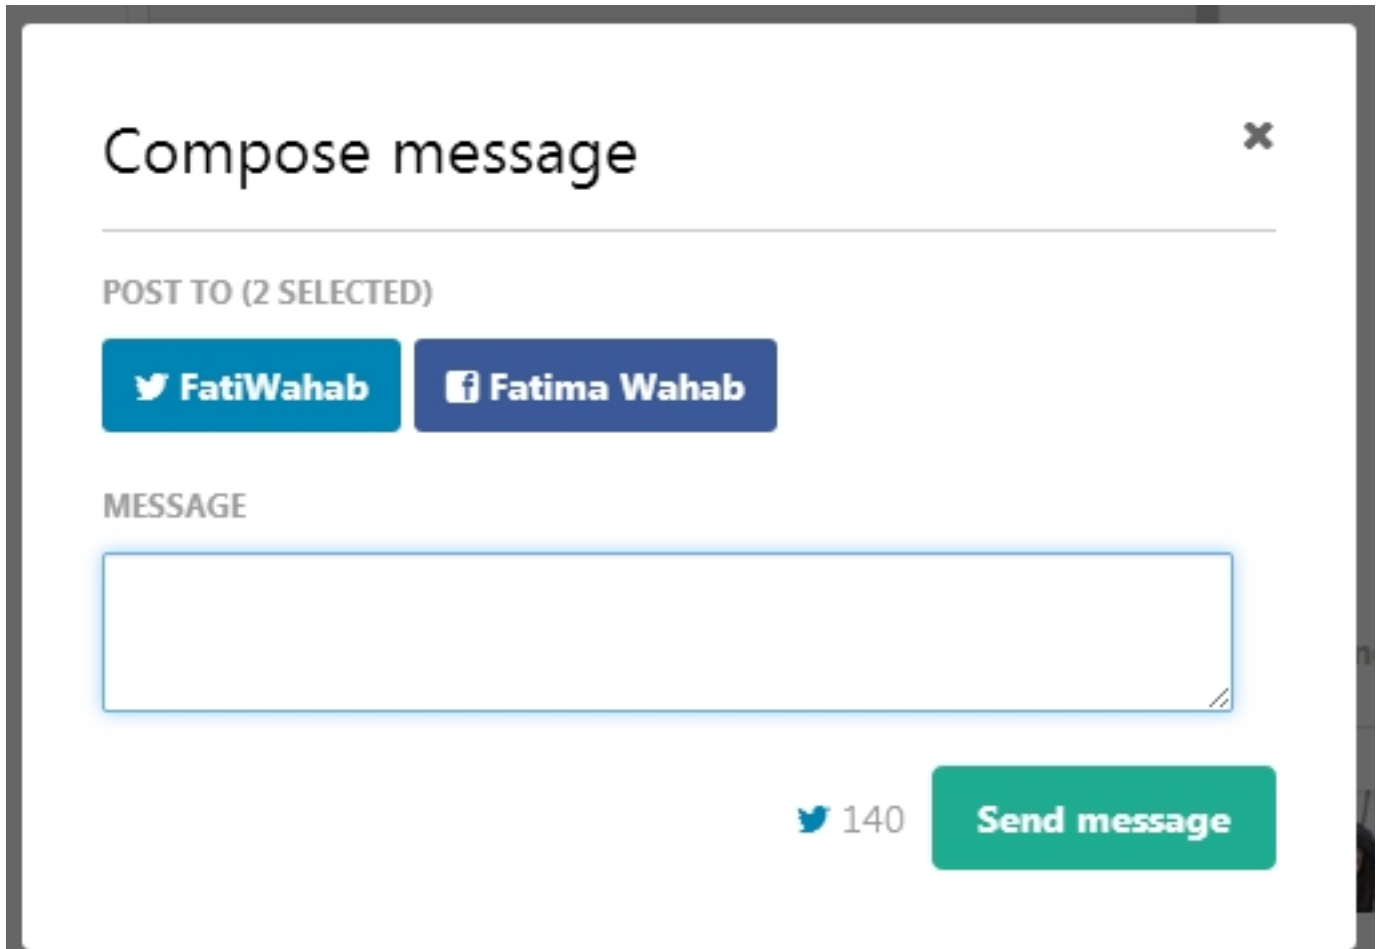 Compose message
POST TO (2 SELECTED)
FatiWahab
Fatima Wahab
MESSAGE
140
Send message